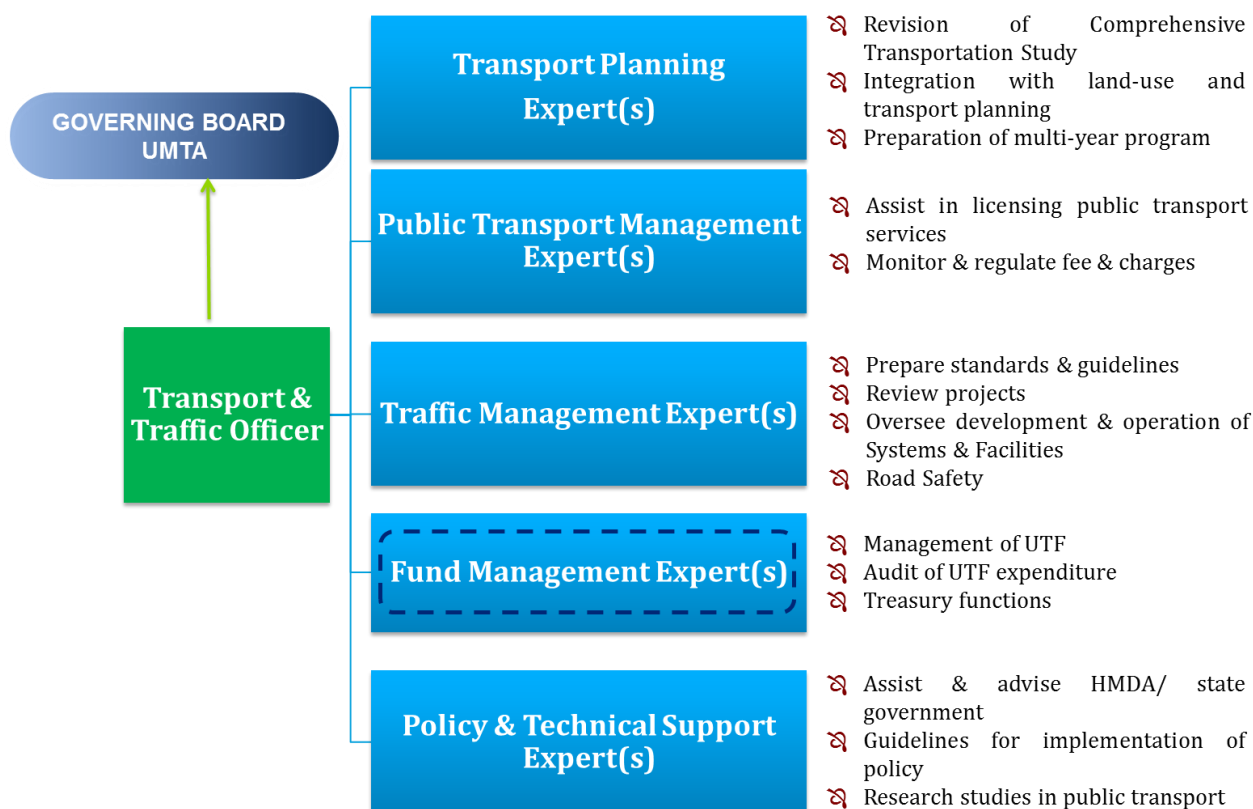 GOVERNING BOARD
UMTA
Transport &
Traffic Officer
Transport Planning
Expert(s)
Revision of Comprehensive
Transportation Study
Integration with land-use and
transport planning
Preparation of multi-year program
Public Transport Management
Expert(s)
Assist in licensing public transport
services
Monitor & regulate fee & charges
Traffic Management Expert(s)
Prepare standards & guidelines
Review projects
Oversee development & operation of
Systems & Facilities
Road Safety
Fund Management Expert(s)
Management of UTF
Audit of UTF expenditure
Treasury functions
Policy & Technical Support
Expert(s)
Assist & advise HMDA/ state
government
Guidelines for implementation of
policy
Research studies in public transport